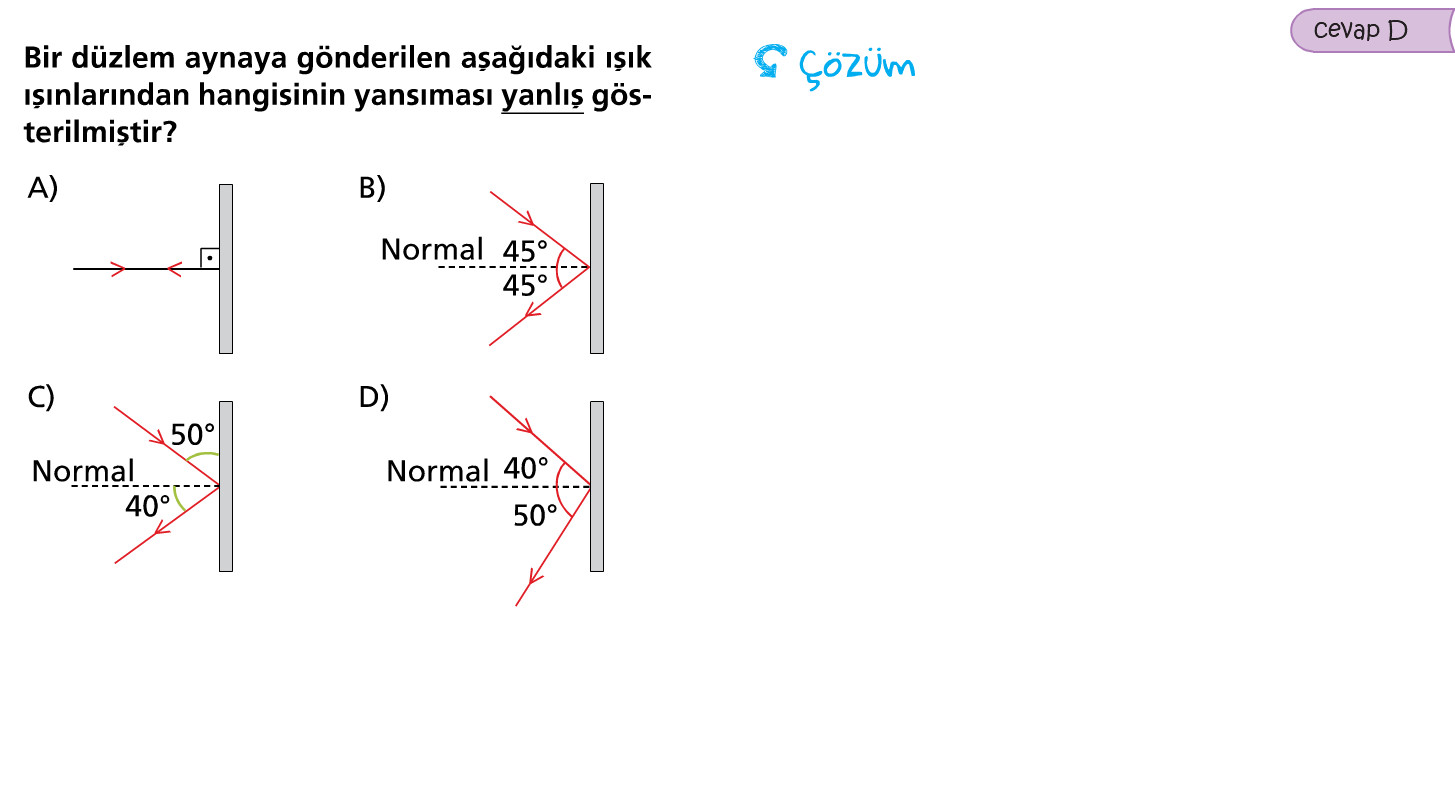 cevap D
Bir düzlem aynaya gönderilen aşağıdaki ışık
ışınlarından hangisinin yansıması yanlış gös-
terilmiştir?
Çözüm
A)
B)
Normal 45°
45°
C)
50°
Normal
40°
D)
Normal 40°
50°